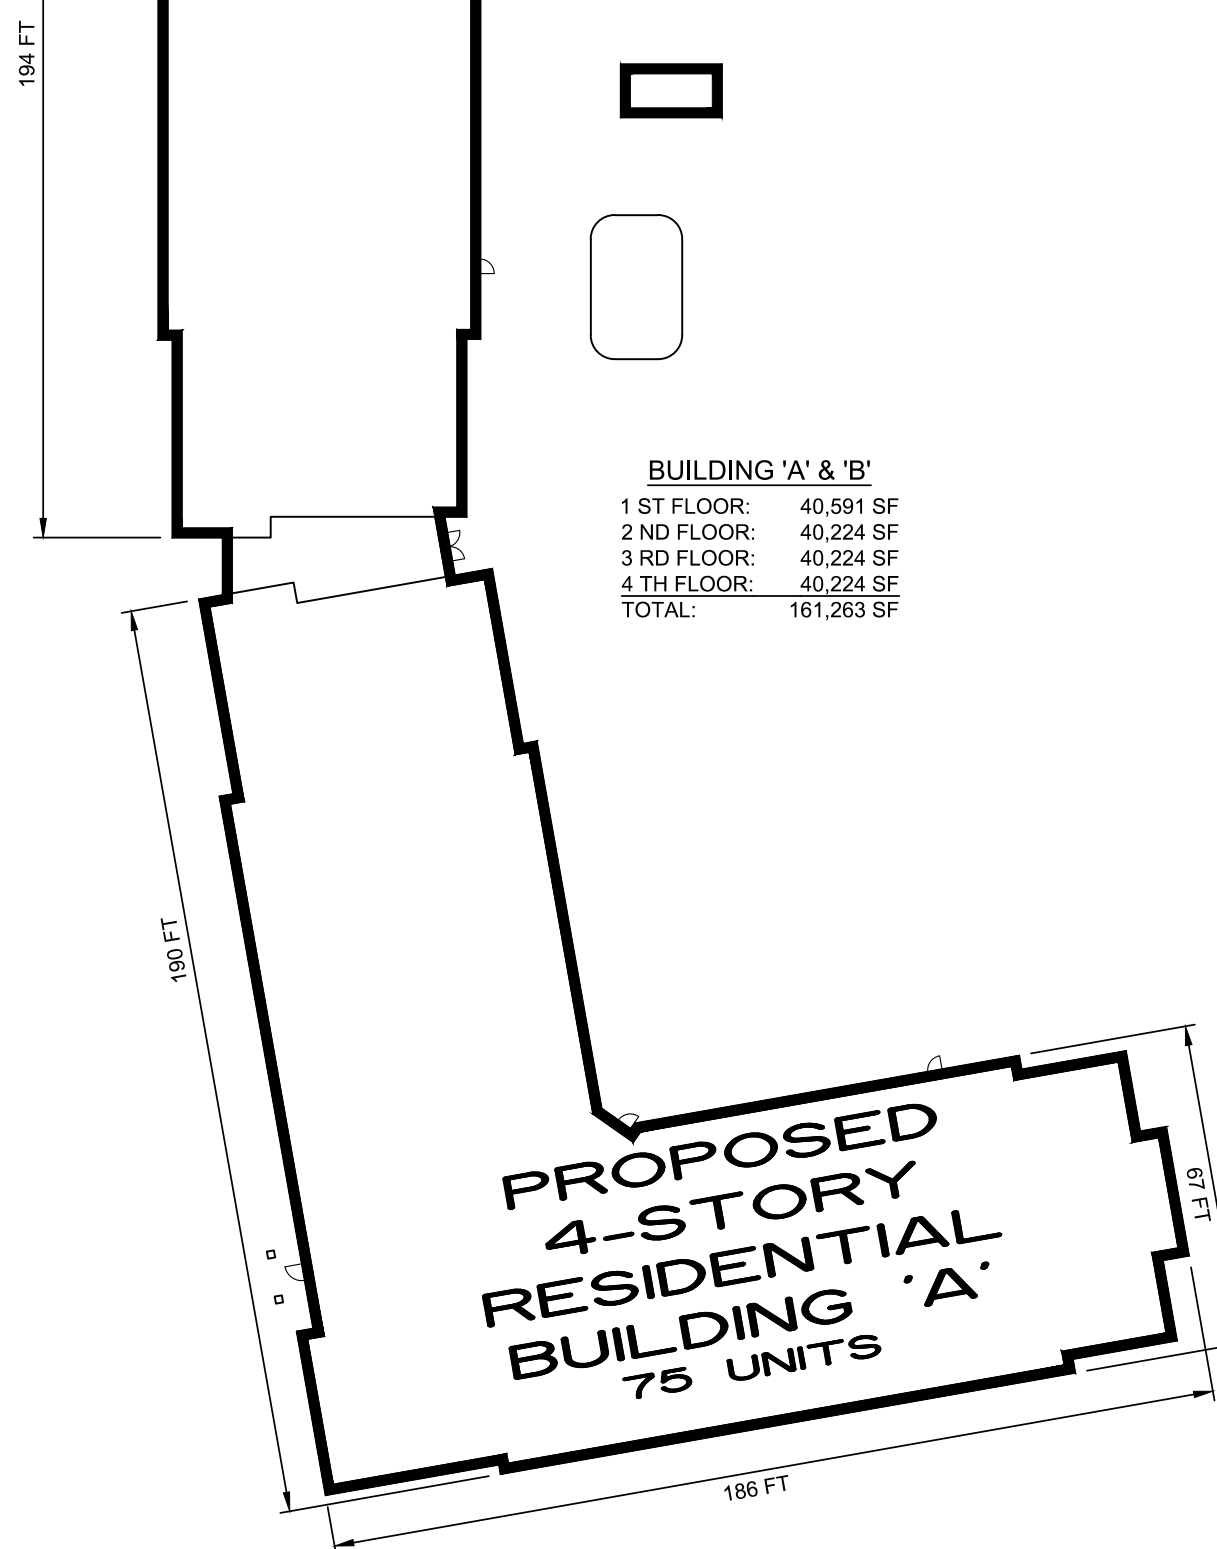 194 FT
BUILDING 'A' & 'B'
1 ST FLOOR: 40,591 SF
2 ND FLOOR: 40,224 SF
3 RD FLOOR: 40,224 SF
4 TH FLOOR: 40,224 SF
TOTAL: 161,263 SF
190 FT
PROPOSED
4-STORY
RESIDENTIAL
BUILDING 'A'
75 UNITS
67 FT
186 FT